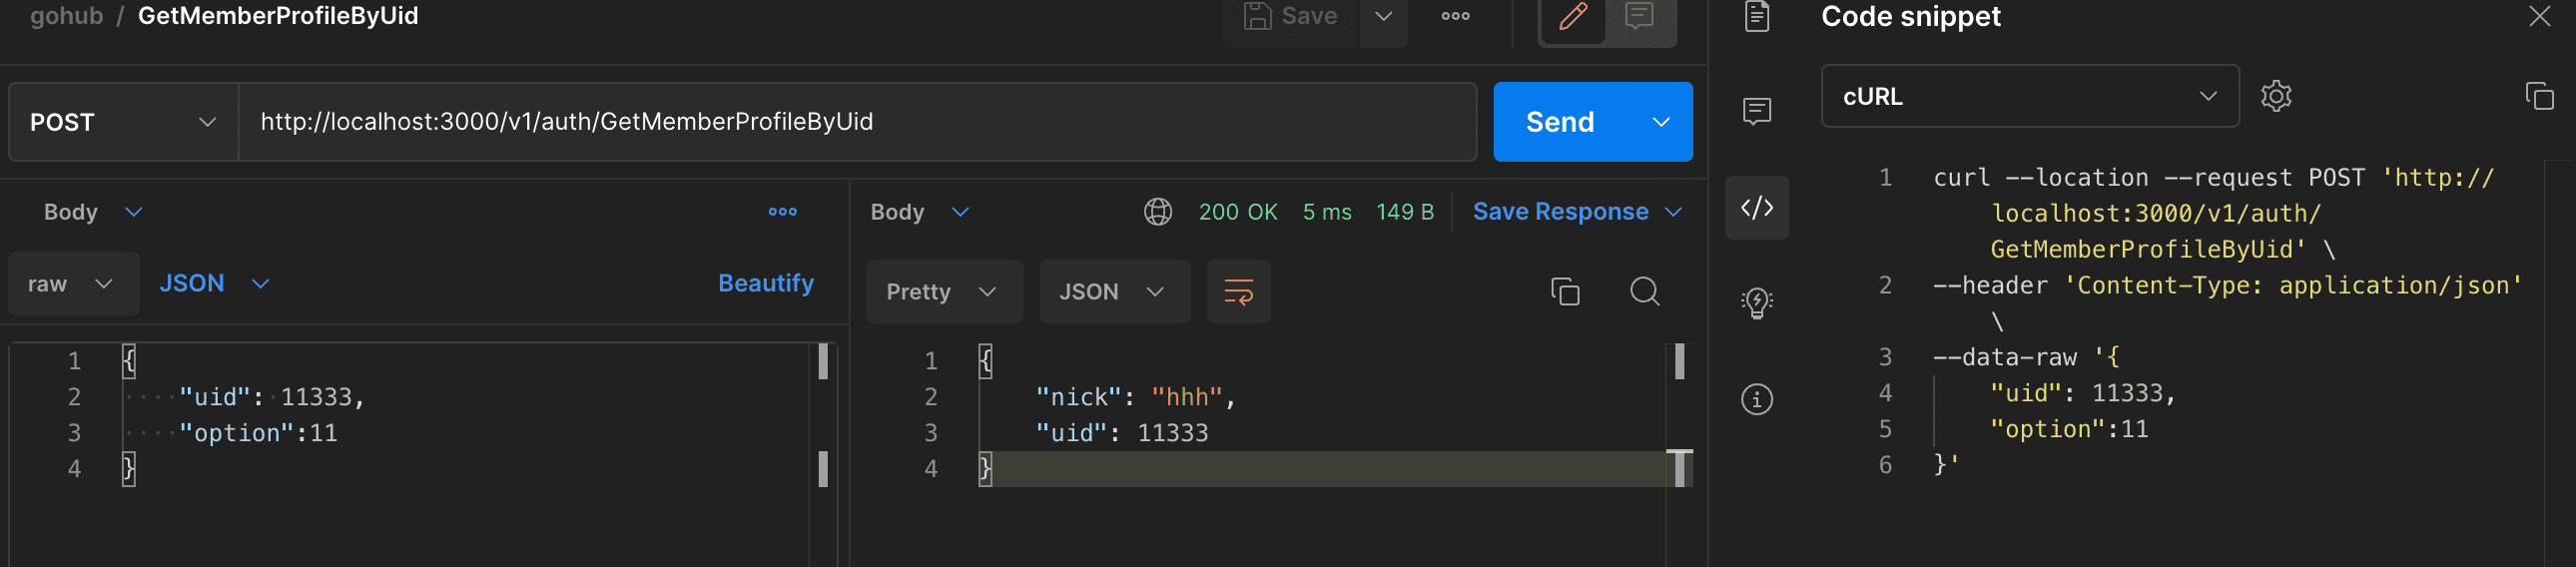 gohub / GetMemberProfileByUid
Save
POST
http://localhost:3000/v1/auth/GetMemberProfileByUid
Send
Body
raw
JSON
Beautify
1 {
2 "uid": 11333,
3 "option":11
4 }
Body
200 OK 5 ms 149 B
Save Response
Pretty
JSON
1 {
2 "nick": "hhh",
3 "uid": 11333
4 }
Code snippet
cURL
1 curl --location --request POST 'http://
localhost:3000/v1/auth/
GetMemberProfileByUid' \
2 --header 'Content-Type: application/json'
\
3 --data-raw '{
4 "uid": 11333,
5 "option":11
6 }'